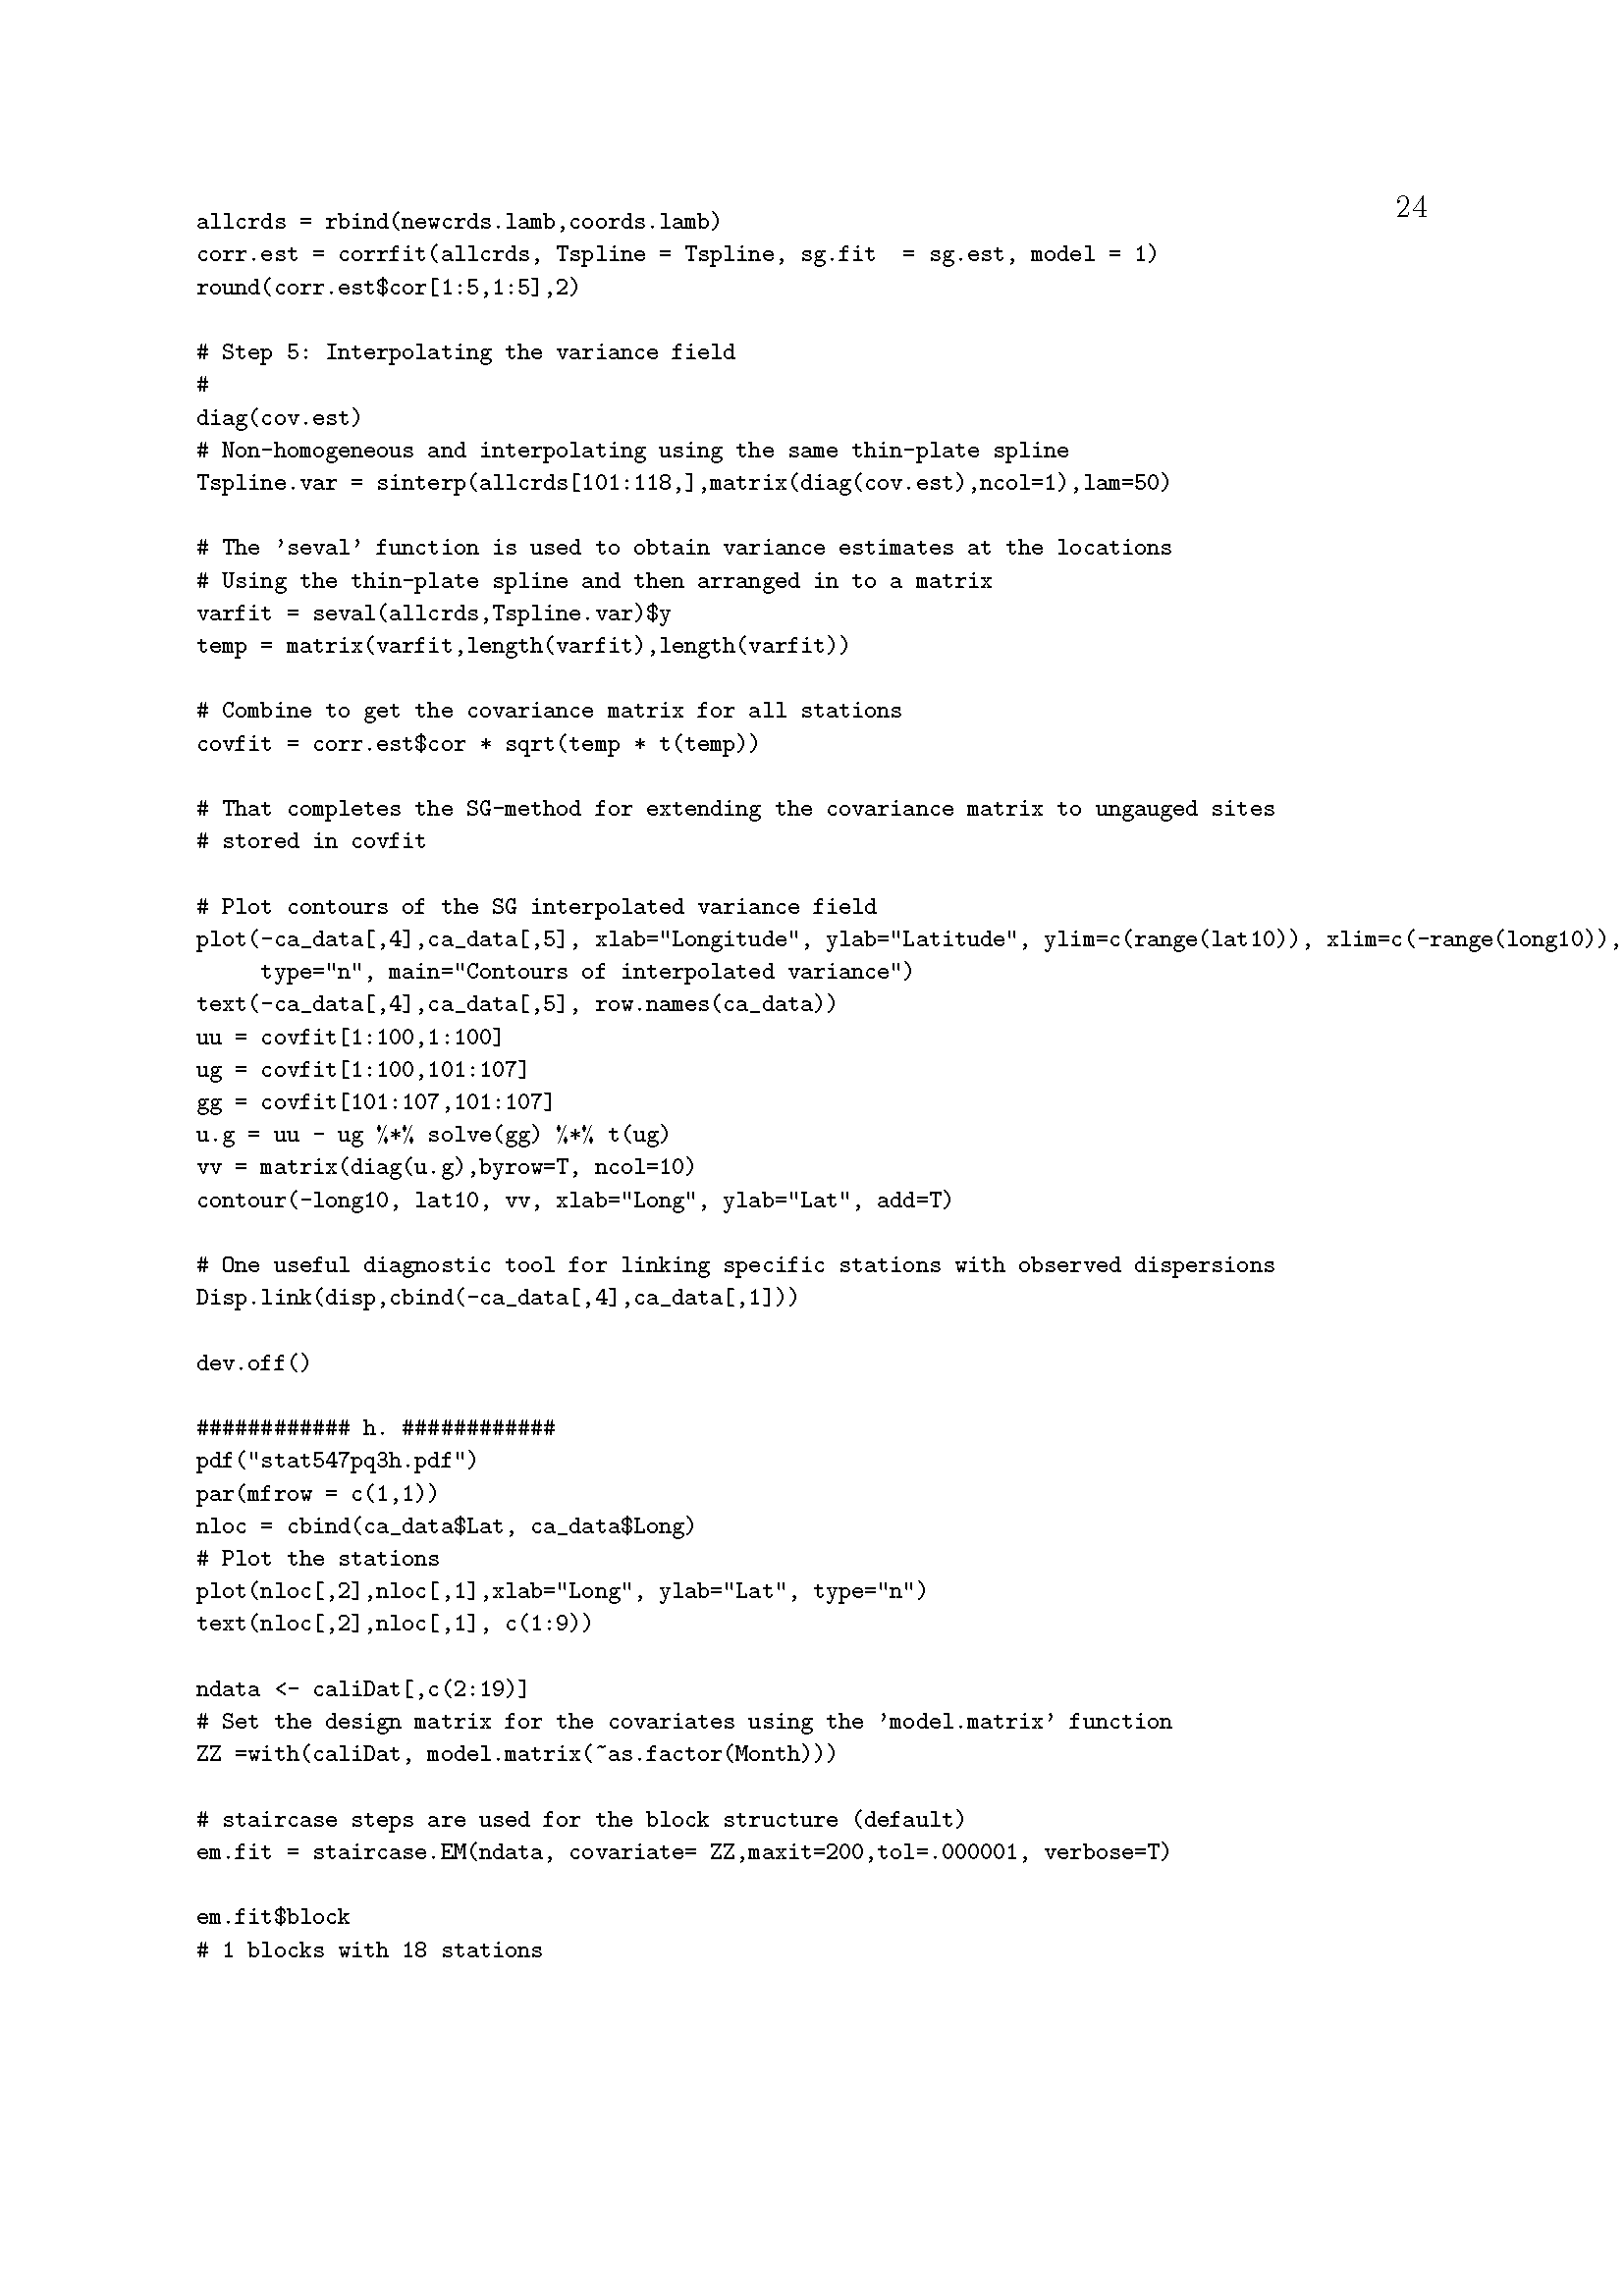 24
allcrds = rbind(newcrds.lamb,coords.lamb)
corr.est = corrfit(allcrds, Tspline = Tspline, sg.fit  = sg.est, model = 1)
round(corr.est$cor[1:5,1:5],2)

# Step 5: Interpolating the variance field
#
diag(cov.est)
# Non-homogeneous and interpolating using the same thin-plate spline
Tspline.var = sinterp(allcrds[101:118,],matrix(diag(cov.est),ncol=1),lam=50)

# The ’seval’ function is used to obtain variance estimates at the locations
# Using the thin-plate spline and then arranged in to a matrix
varfit = seval(allcrds,Tspline.var)$y
temp = matrix(varfit,length(varfit),length(varfit))

# Combine to get the covariance matrix for all stations
covfit = corr.est$cor * sqrt(temp * t(temp))

# That completes the SG-method for extending the covariance matrix to ungauged sites
# stored in covfit

# Plot contours of the SG interpolated variance field
plot(-ca_data[,4],ca_data[,5], xlab="Longitude", ylab="Latitude", ylim=c(range(lat10)), xlim=c(-range(long10)),
     type="n", main="Contours of interpolated variance")
text(-ca_data[,4],ca_data[,5], row.names(ca_data))
uu = covfit[1:100,1:100]
ug = covfit[1:100,101:107]
gg = covfit[101:107,101:107]
u.g = uu - ug %*% solve(gg) %*% t(ug)
vv = matrix(diag(u.g),byrow=T, ncol=10)
contour(-long10, lat10, vv, xlab="Long", ylab="Lat", add=T)

# One useful diagnostic tool for linking specific stations with observed dispersions
Disp.link(disp,cbind(-ca_data[,4],ca_data[,1]))

dev.off()

############ h. ############
pdf("stat547pq3h.pdf")
par(mfrow = c(1,1))
nloc = cbind(ca_data$Lat, ca_data$Long)
# Plot the stations
plot(nloc[,2],nloc[,1],xlab="Long", ylab="Lat", type="n")
text(nloc[,2],nloc[,1], c(1:9))

ndata <- caliDat[,c(2:19)]
# Set the design matrix for the covariates using the ’model.matrix’ function
ZZ =with(caliDat, model.matrix(~as.factor(Month)))

# staircase steps are used for the block structure (default)
em.fit = staircase.EM(ndata, covariate= ZZ,maxit=200,tol=.000001, verbose=T)

em.fit$block
# 1 blocks with 18 stations